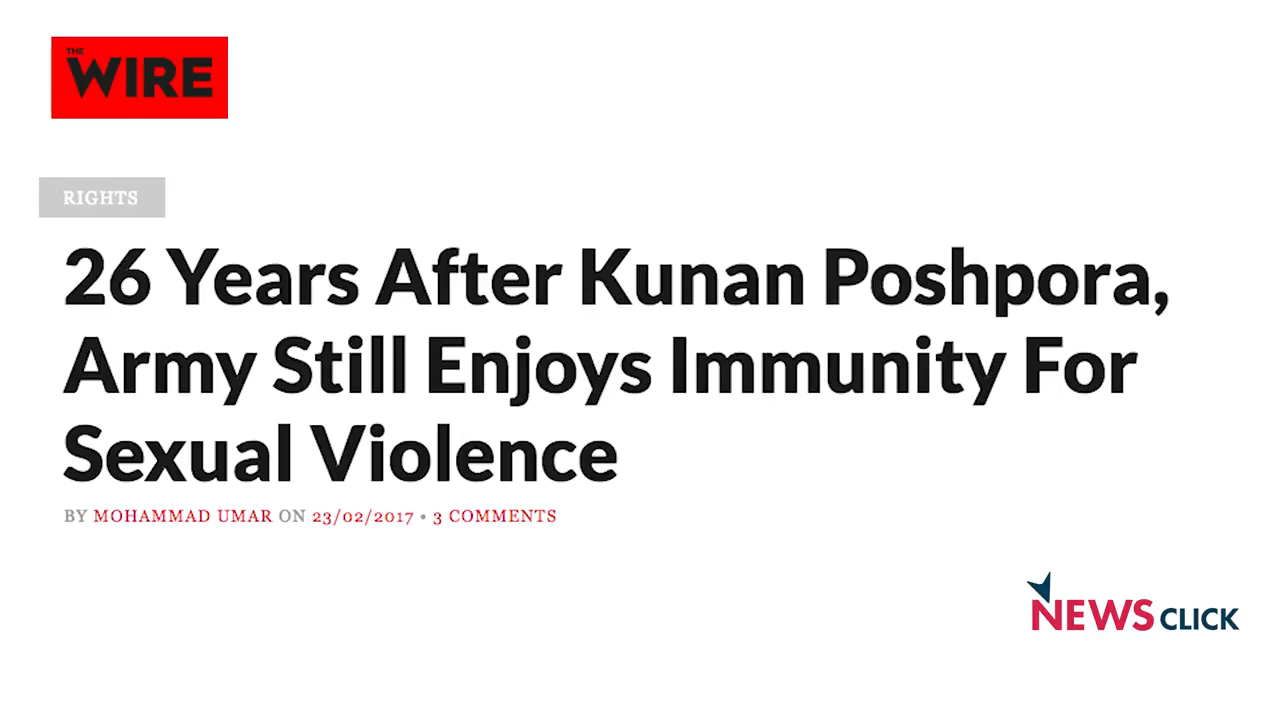 THE
WIRE
RIGHTS
26 Years After Kunan Poshpora,
Army Still Enjoys Immunity For
Sexual Violence
BY MOHAMMAD UMAR ON 23/02/2017 • 3 COMMENTS
NEWSCLICK